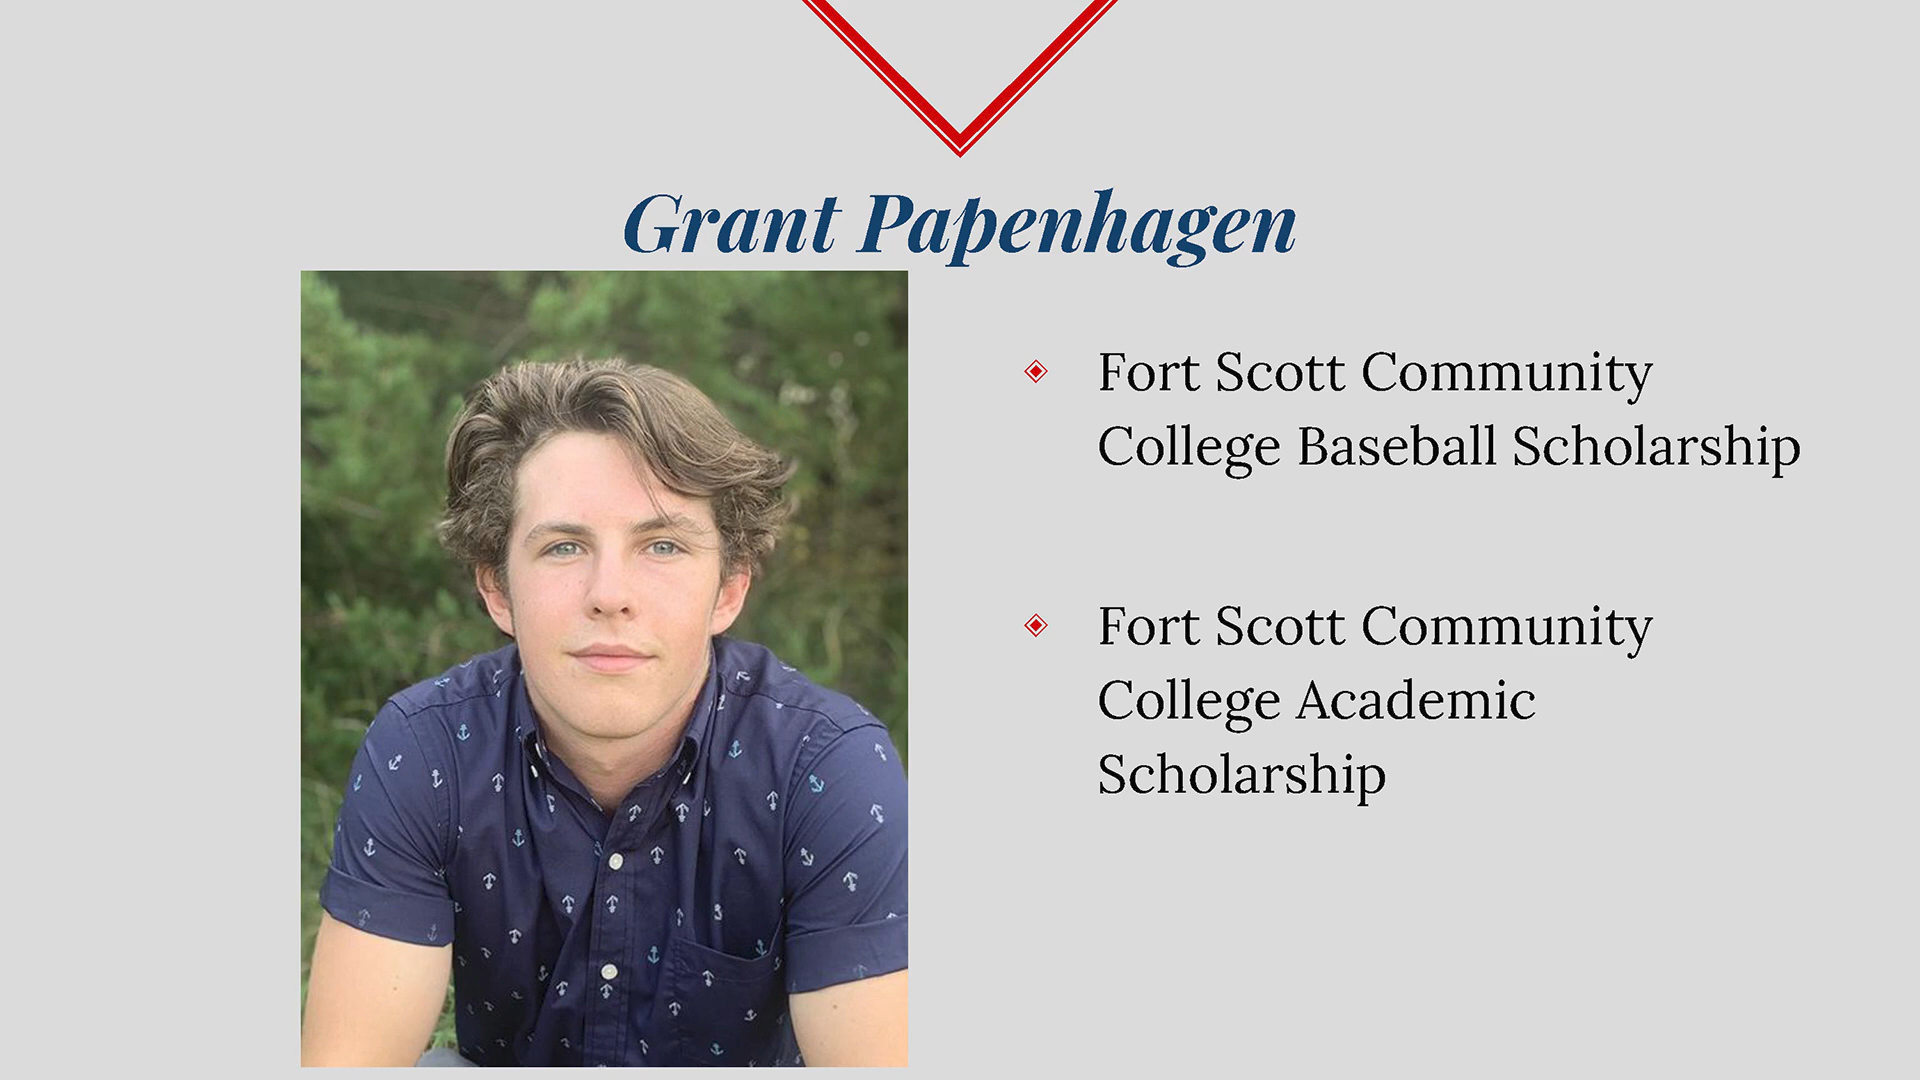 Grant Papenhagen
Fort Scott Community
College Baseball Scholarship
Fort Scott Community
College Academic
Scholarship